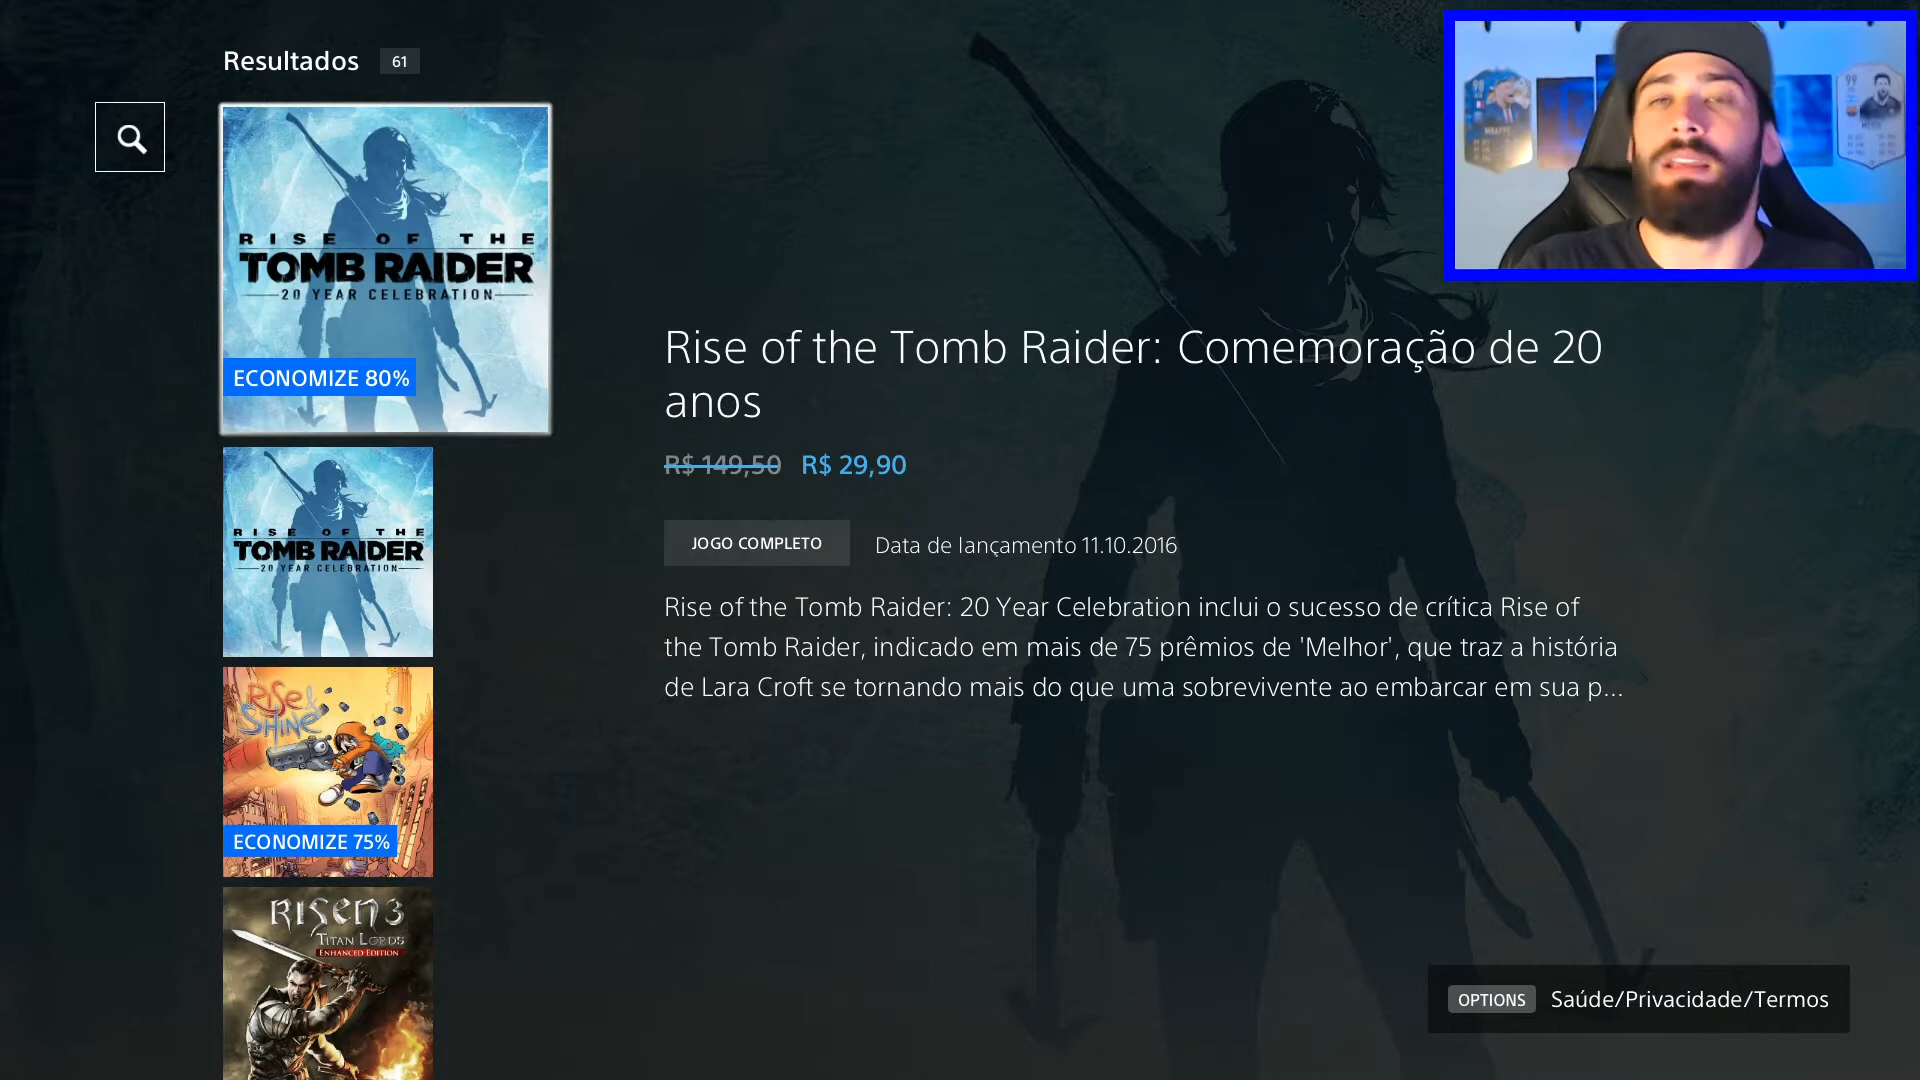 Resultados 61
RISE OF THE
TOMB RAIDER
20 YEAR CELEBRATION
ECONOMIZE 80%
Rise of the Tomb Raider: Comemoração de 20
anos
R$ 149,50 R$ 29,90
JOGO COMPLETO Data de lançamento 11.10.2016
Rise of the Tomb Raider: 20 Year Celebration inclui o sucesso de crítica Rise of
the Tomb Raider, indicado em mais de 75 prêmios de 'Melhor', que traz a história
de Lara Croft se tornando mais do que uma sobrevivente ao embarcar em sua p...
RISE OF THE
TOMB RAIDER
20 YEAR CELEBRATION
RISE &
SHINE
ECONOMIZE 75%
RISEN 3
TITAN LORDS
ENHANCED EDITION
OPTIONS Saúde/Privacidade/Termos